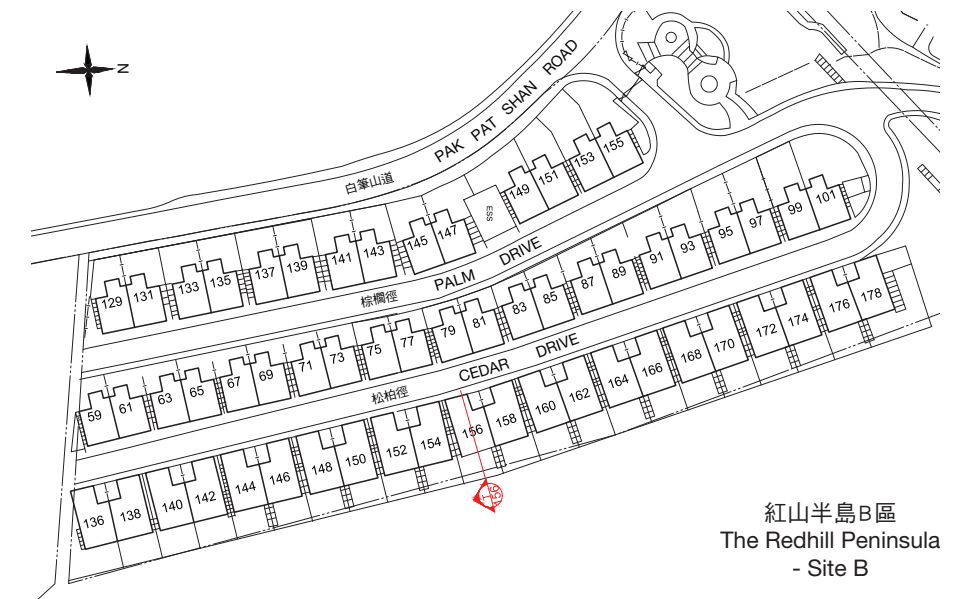 N
PAK PAT SHAN ROAD
白筆山道
153 155
149 151
ESS
145 147
141 143
137 139
133 135
129 131
PALM DRIVE
棕櫚徑
99 101
95 97
91 93
87 89
83 85
79 81
75 77
71 73
67 69
63 65
59 61
CEDAR DRIVE
松柏徑
176 178
172 174
168 170
164 166
160 162
156 158
152 154
148 150
144 146
140 142
136 138
1
156
紅山半島B區
The Redhill Peninsula
- Site B